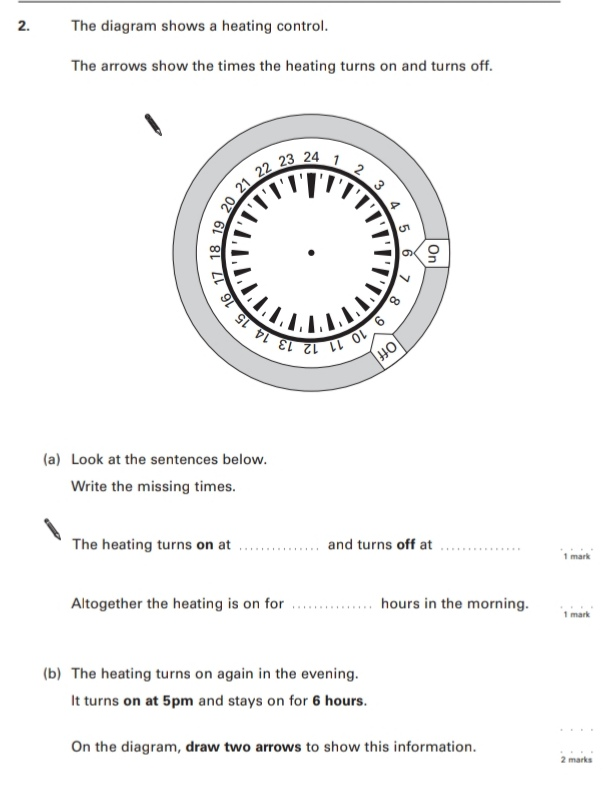 2. The diagram shows a heating control.
The arrows show the times the heating turns on and turns off.
24 1 2 3 4 5 6 7 8 9 10 11 12 13 14 15 16 17 18 19 20 21 22 23
On
Off
(a) Look at the sentences below.
Write the missing times.
The heating turns on at ............... and turns off at ...............
1 mark
Altogether the heating is on for ............... hours in the morning.
1 mark
(b) The heating turns on again in the evening.
It turns on at 5pm and stays on for 6 hours.
On the diagram, draw two arrows to show this information.
2 marks